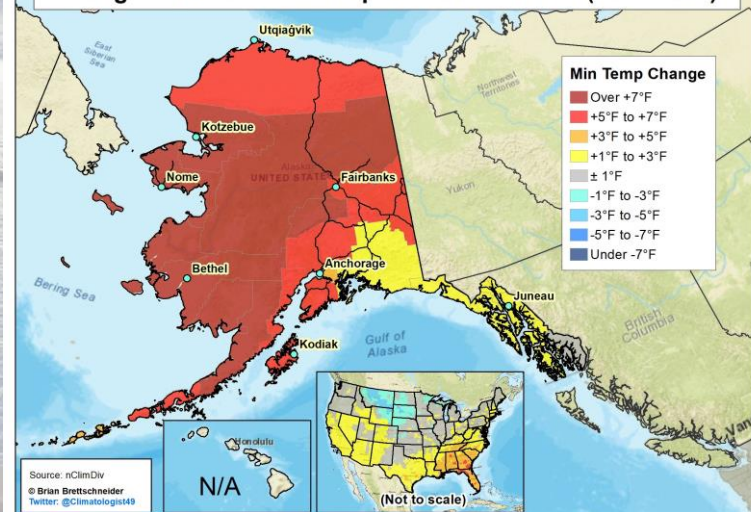 Utqiaġvik
East
Siberian
Sea
Northwest
Territories
Min Temp Change
Over +7°F
+5°F to +7°F
+3°F to +5°F
+1°F to +3°F
± 1°F
-1°F to -3°F
-3°F to -5°F
-5°F to -7°F
Under -7°F
Kotzebue
Alaska
UNITED STATES
Nome
Fairbanks
Yukon
Bethel
Anchorage
Bering Sea
Juneau
British
Columbia
Gulf of
Alaska
Kodiak
Honolulu
N/A
(Not to scale)
Van
Source: nClimDiv
© Brian Brettschneider
Twitter: @Climatologist49